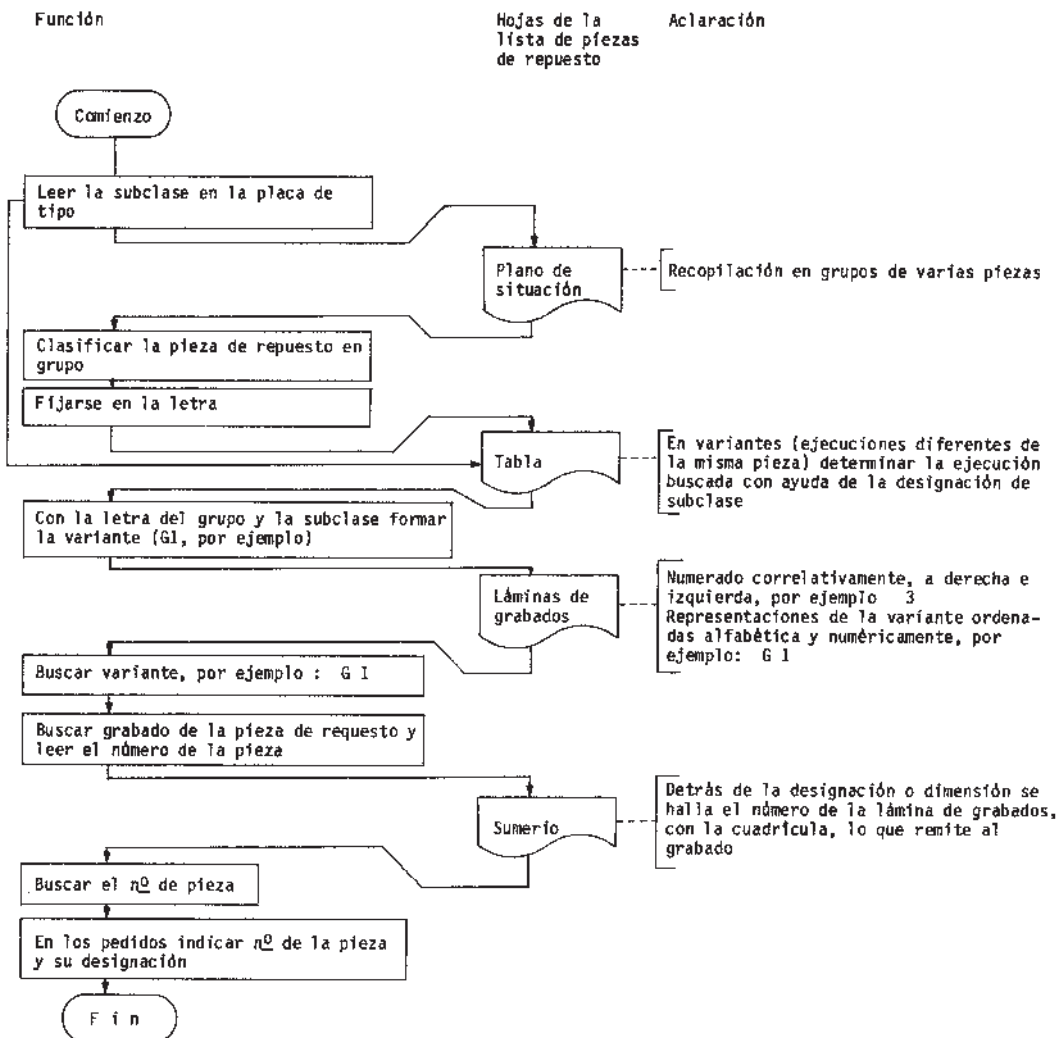 Función
Hojas de la
lista de piezas
de repuesto
Aclaración
Comienzo
Leer la subclase en la placa de
tipo
Plano de
situación
Recopilación en grupos de varias piezas
Clasificar la pieza de repuesto en
grupo
Fijarse en la letra
Tabla
En variantes (ejecuciones diferentes de
la misma pieza) determinar la ejecución
buscada con ayuda de la designación de
subclase
Con la letra del grupo y la subclase formar
la variante (G1, por ejemplo)
Láminas de
grabados
Numerado correlativamente, a derecha e
izquierda, por ejemplo 3
Representaciones de la variante ordena-
das alfabética y numéricamente, por
ejemplo: G 1
Buscar variante, por ejemplo : G I
Buscar grabado de la pieza de requesto y
leer el número de la pieza
Sumerio
Detrás de la designación o dimensión se
halla el número de la lámina de grabados,
con la cuadrícula, lo que remite al
grabado
Buscar el nº de pieza
En los pedidos indicar nº de la pieza
y su designación
F i n